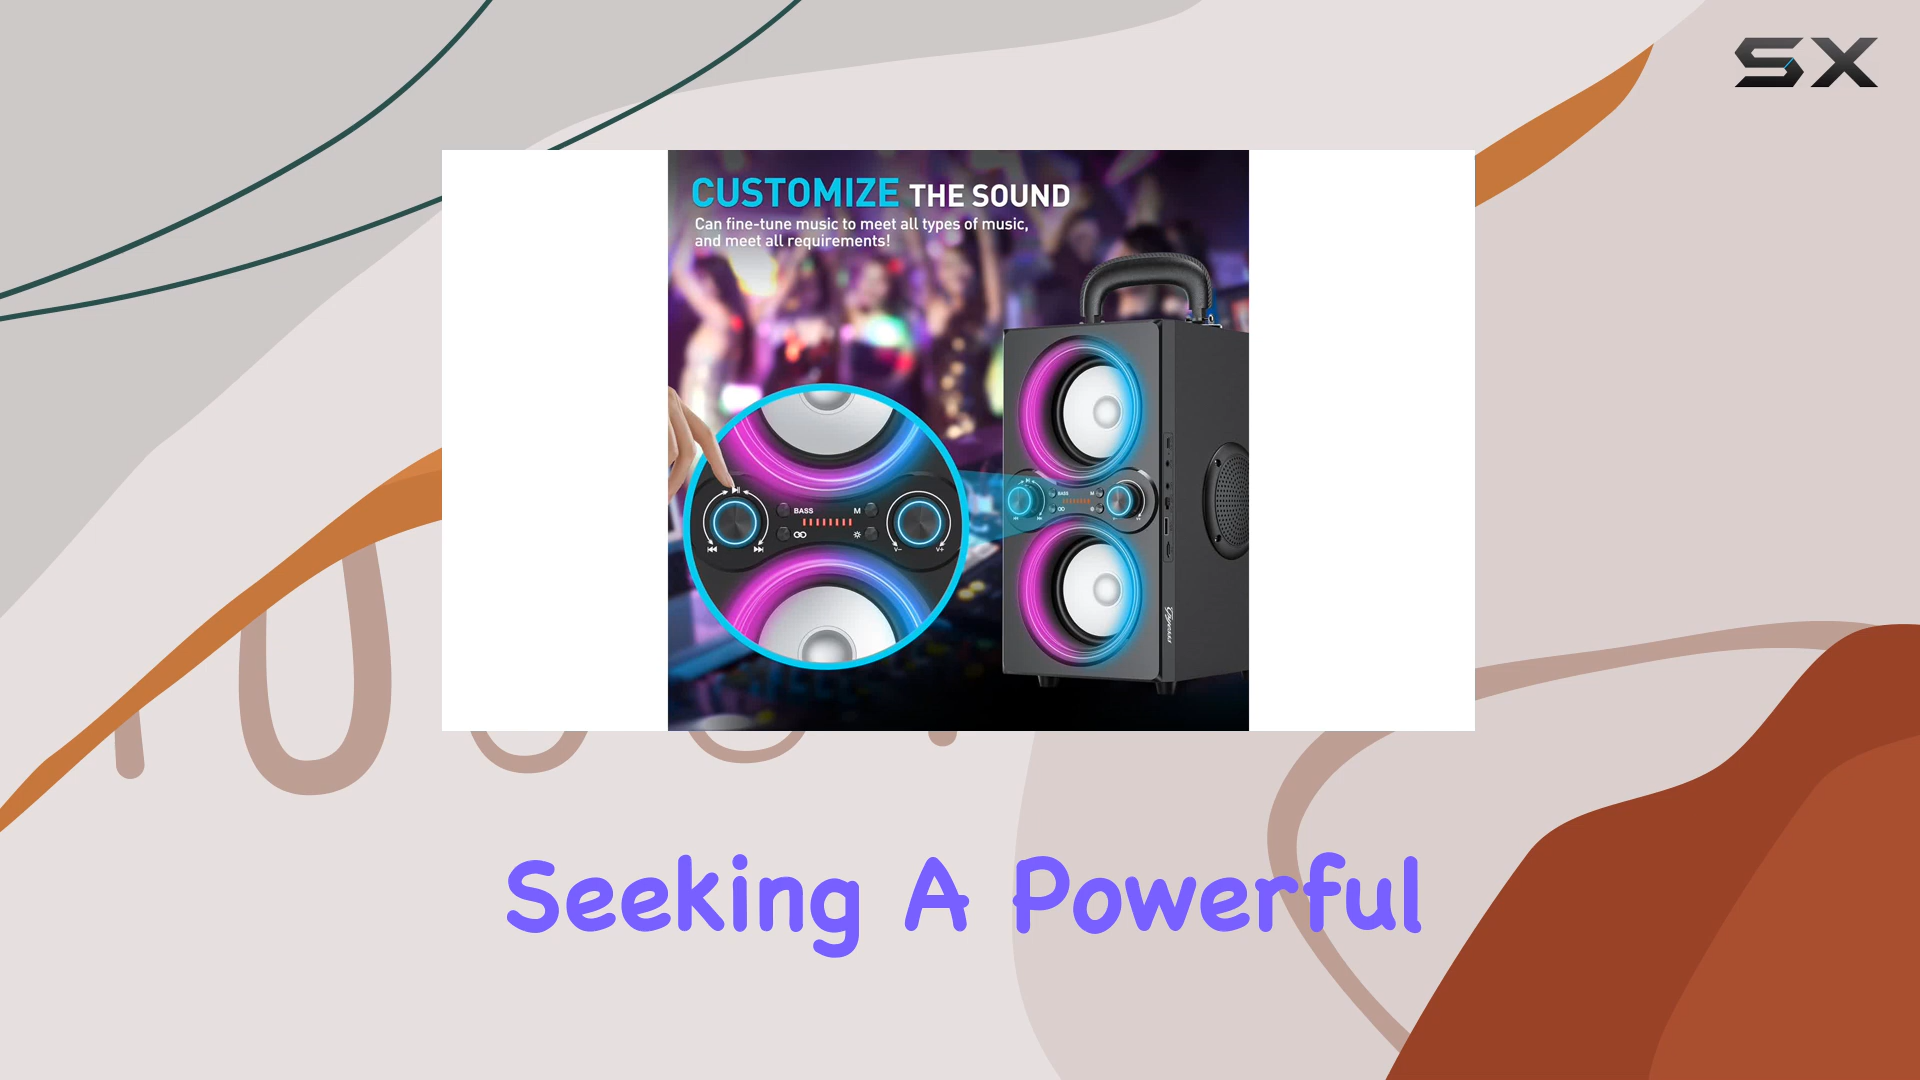 SX
CUSTOMIZE THE SOUND
Can fine-tune music to meet all types of music,
and meet all requirements!
BASS M
V- V+
BASS M
Seeking A Powerful